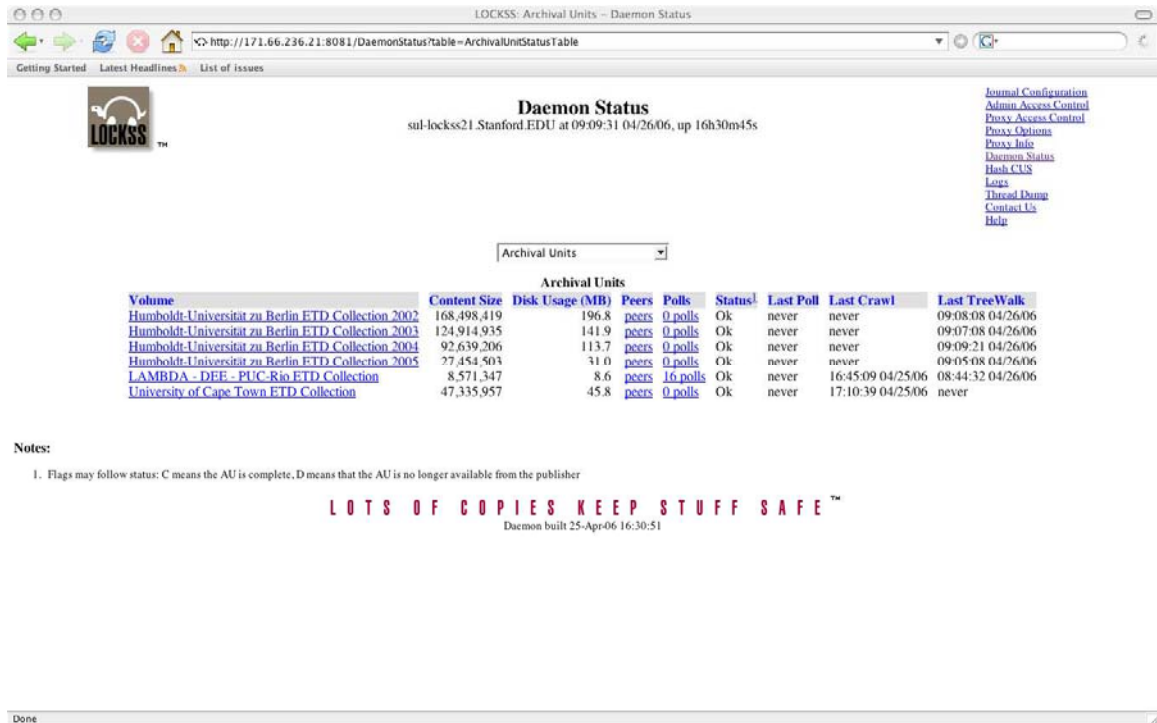 LOCKSS: Archival Units – Daemon Status
http://171.66.236.21:8081/DaemonStatus?table=ArchivalUnitStatusTable
Getting Started Latest Headlines List of issues
LOCKSS TM
Daemon Status
sul-lockss21.Stanford.EDU at 09:09:31 04/26/06, up 16h30m45s
Journal Configuration
Admin Access Control
Proxy Access Control
Proxy Options
Proxy Info
Daemon Status
Hash CUS
Logs
Thread Dump
Contact Us
Help
Archival Units
Archival Units
Volume Content Size Disk Usage (MB) Peers Polls Status1 Last Poll Last Crawl Last TreeWalk
Humboldt-Universität zu Berlin ETD Collection 2002 168,498,419 196.8 peers 0 polls Ok never never 09:08:08 04/26/06
Humboldt-Universität zu Berlin ETD Collection 2003 124,914,935 141.9 peers 0 polls Ok never never 09:07:08 04/26/06
Humboldt-Universität zu Berlin ETD Collection 2004 92,639,206 113.7 peers 0 polls Ok never never 09:09:21 04/26/06
Humboldt-Universität zu Berlin ETD Collection 2005 27,454,503 31.0 peers 0 polls Ok never never 09:05:08 04/26/06
LAMBDA - DEE - PUC-Rio ETD Collection 8,571,347 8.6 peers 16 polls Ok never 16:45:09 04/25/06 08:44:32 04/26/06
University of Cape Town ETD Collection 47,335,957 45.8 peers 0 polls Ok never 17:10:39 04/25/06 never
Notes:
1. Flags may follow status: C means the AU is complete, D means that the AU is no longer available from the publisher
LOTS OF COPIES KEEP STUFF SAFE TM
Daemon built 25-Apr-06 16:30:51
Done